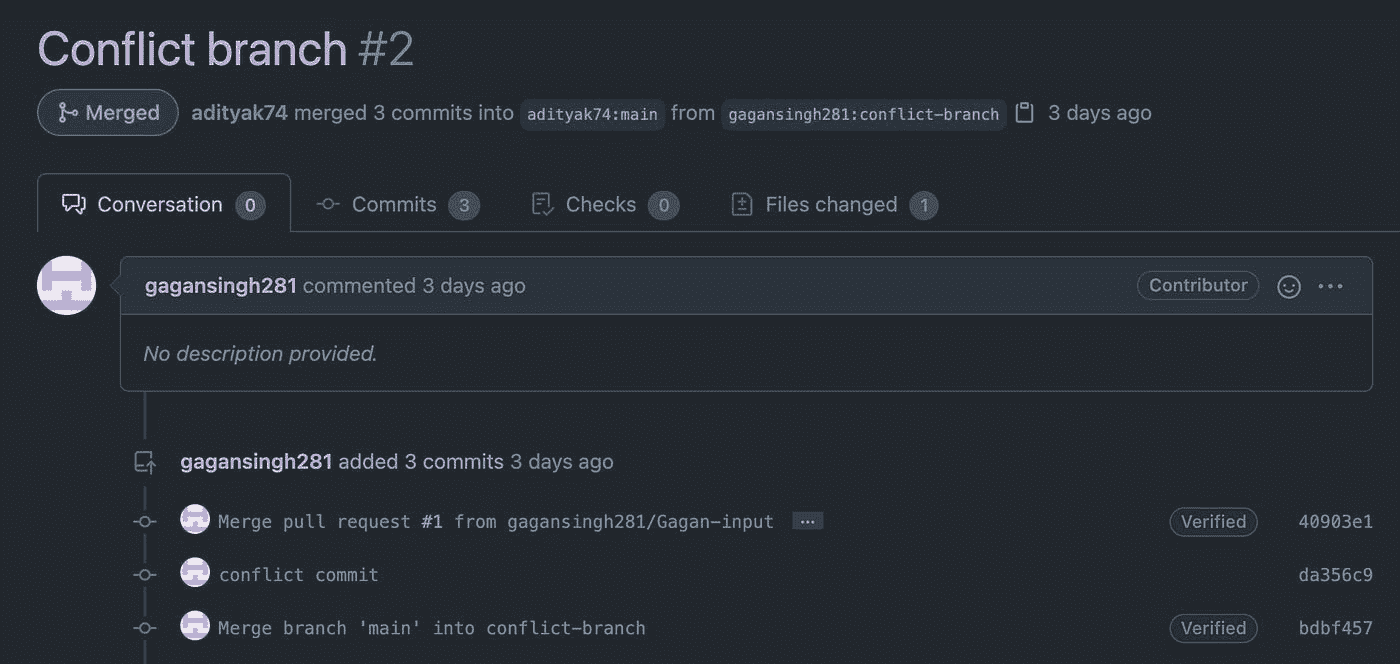 Conflict branch #2
Merged adityak74 merged 3 commits into adityak74:main from gagansingh281:conflict-branch 3 days ago
Conversation 0 Commits 3 Checks 0 Files changed 1
gagansingh281 commented 3 days ago Contributor
No description provided.
gagansingh281 added 3 commits 3 days ago
Merge pull request #1 from gagansingh281/Gagan-input ... Verified 40903e1
conflict commit da356c9
Merge branch 'main' into conflict-branch Verified bdbf457